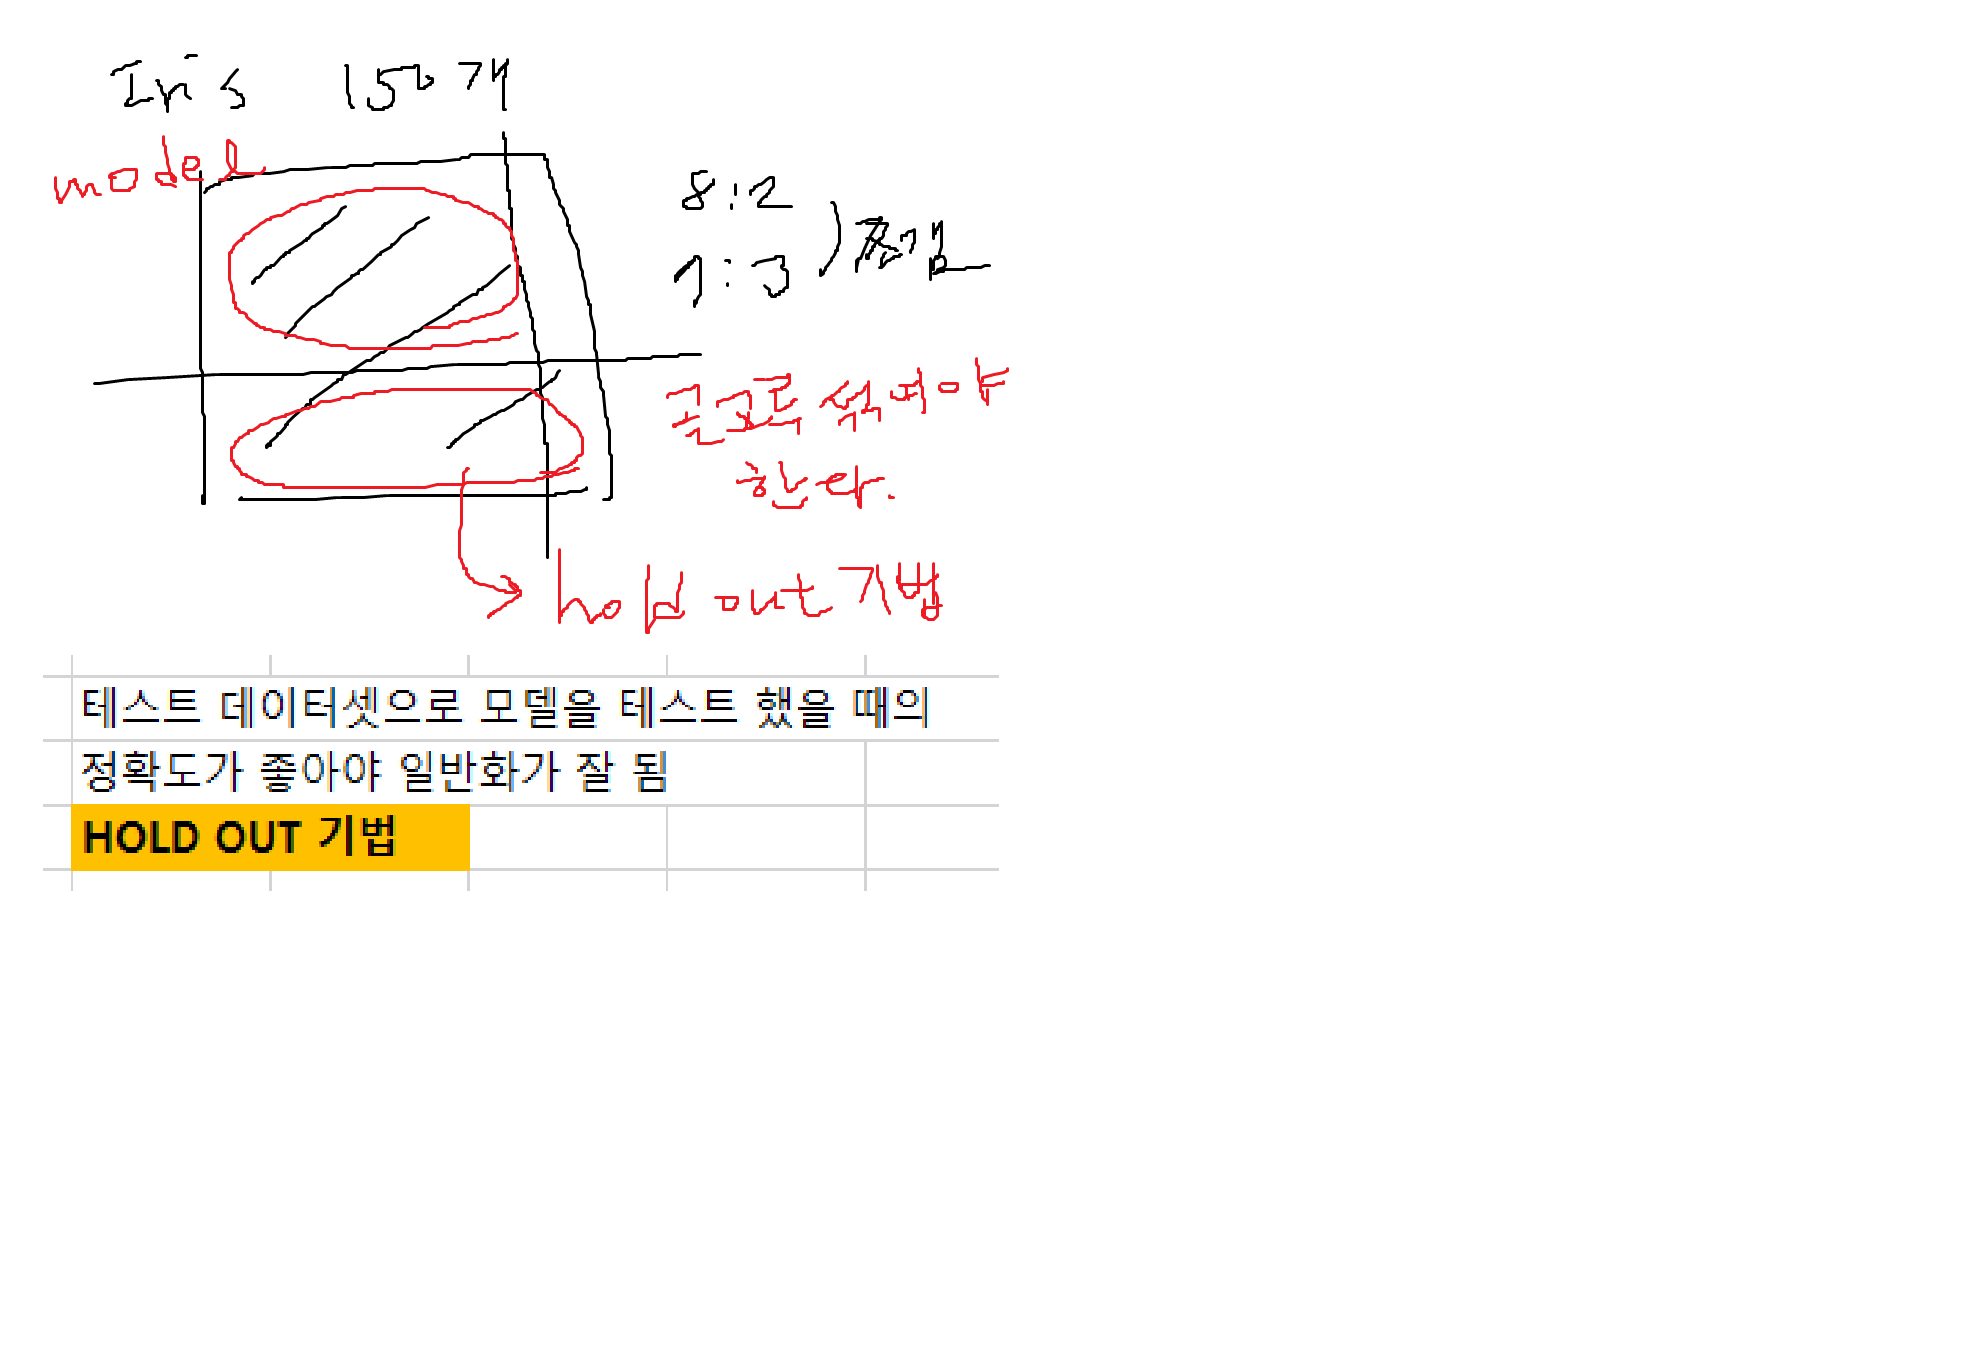 Iris 150개
model
8:2
7:3
골고루 섞여야
한다.
hold out 기법
테스트 데이터셋으로 모델을 테스트 했을 때의
정확도가 좋아야 일반화가 잘 됨
HOLD OUT 기법